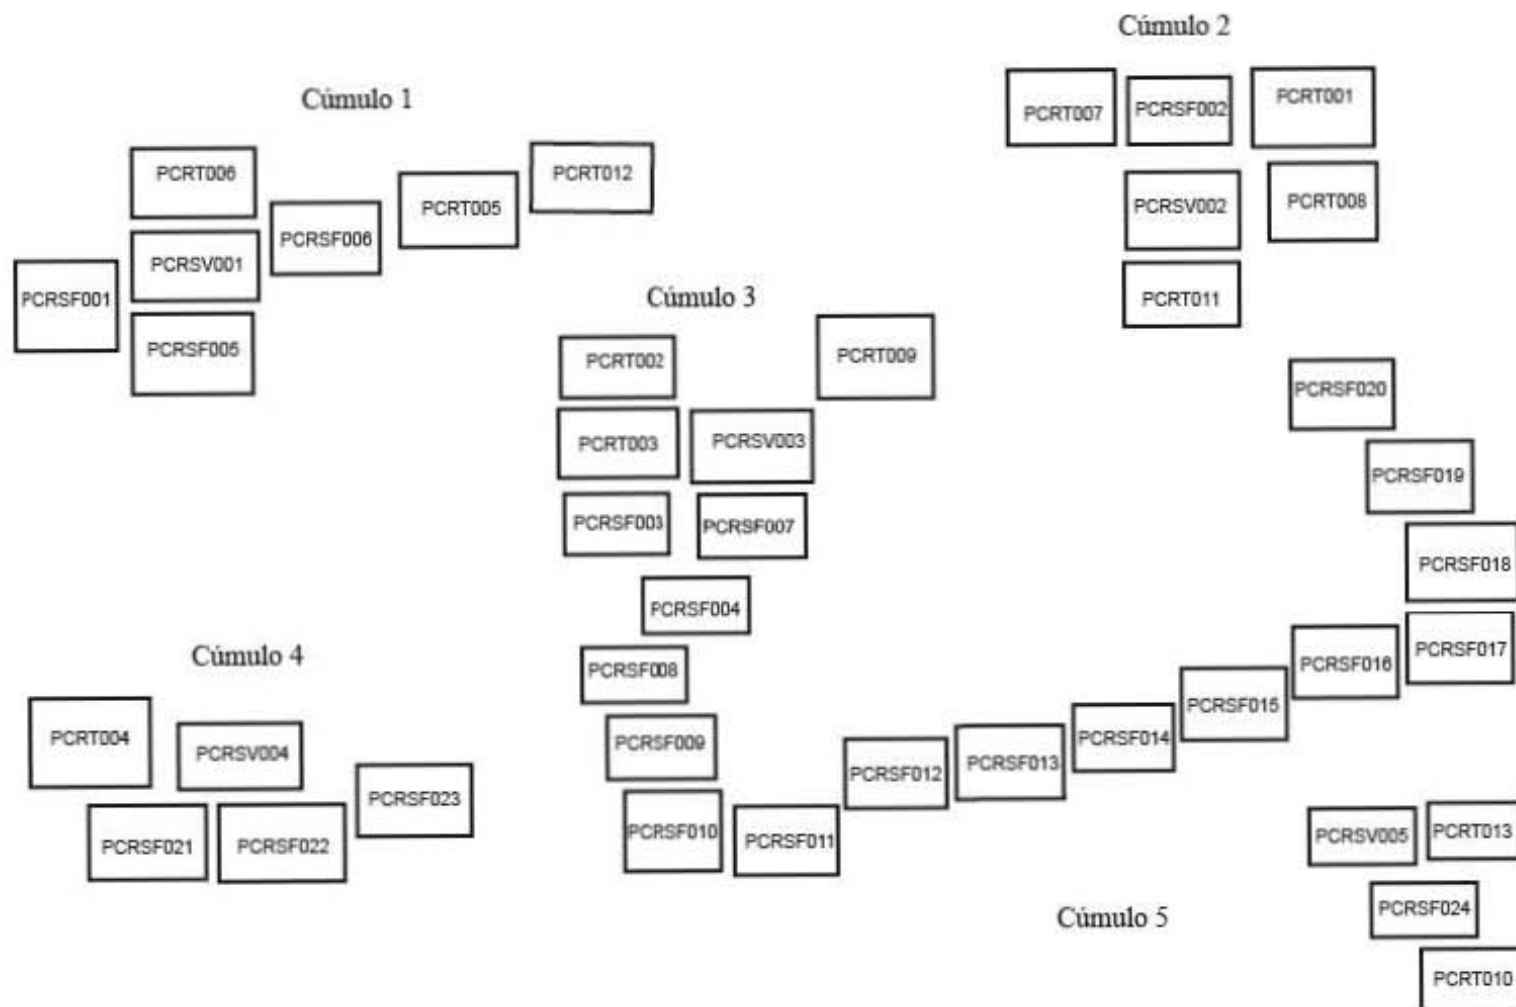 Cúmulo 1
PCRT006
PCRT012
PCRT005
PCRSF006
PCRSV001
PCRSF001
PCRSF005
Cúmulo 2
PCRT007
PCRSF002
PCRT001
PCRSV002
PCRT008
PCRT011
Cúmulo 3
PCRT002
PCRT009
PCRT003
PCRSV003
PCRSF003
PCRSF007
PCRSF004
PCRSF008
PCRSF009
PCRSF010
PCRSF011
PCRSF012
PCRSF013
PCRSF014
PCRSF015
PCRSF016
PCRSF017
PCRSF018
PCRSF019
PCRSF020
Cúmulo 4
PCRT004
PCRSV004
PCRSF023
PCRSF021
PCRSF022
Cúmulo 5
PCRSV005
PCRT013
PCRSF024
PCRT010